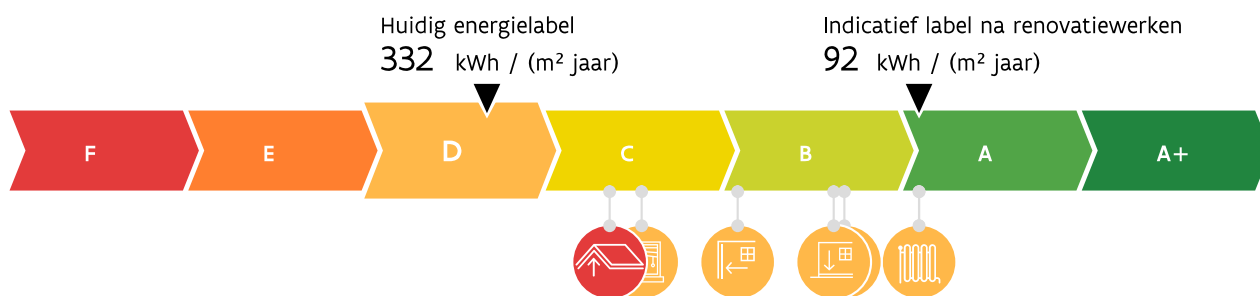 Huidig energielabel
332 kWh / (m² jaar)
Indicatief label na renovatiewerken
92 kWh / (m² jaar)
F E D C B A A+